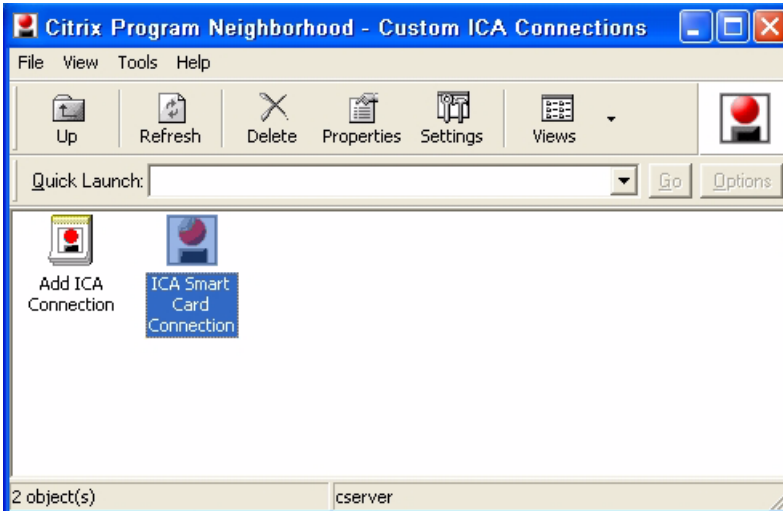 Citrix Program Neighborhood - Custom ICA Connections
File View Tools Help
Up Refresh Delete Properties Settings Views
Quick Launch: Go Options
Add ICA
Connection
ICA Smart
Card
Connection
2 object(s) cserver